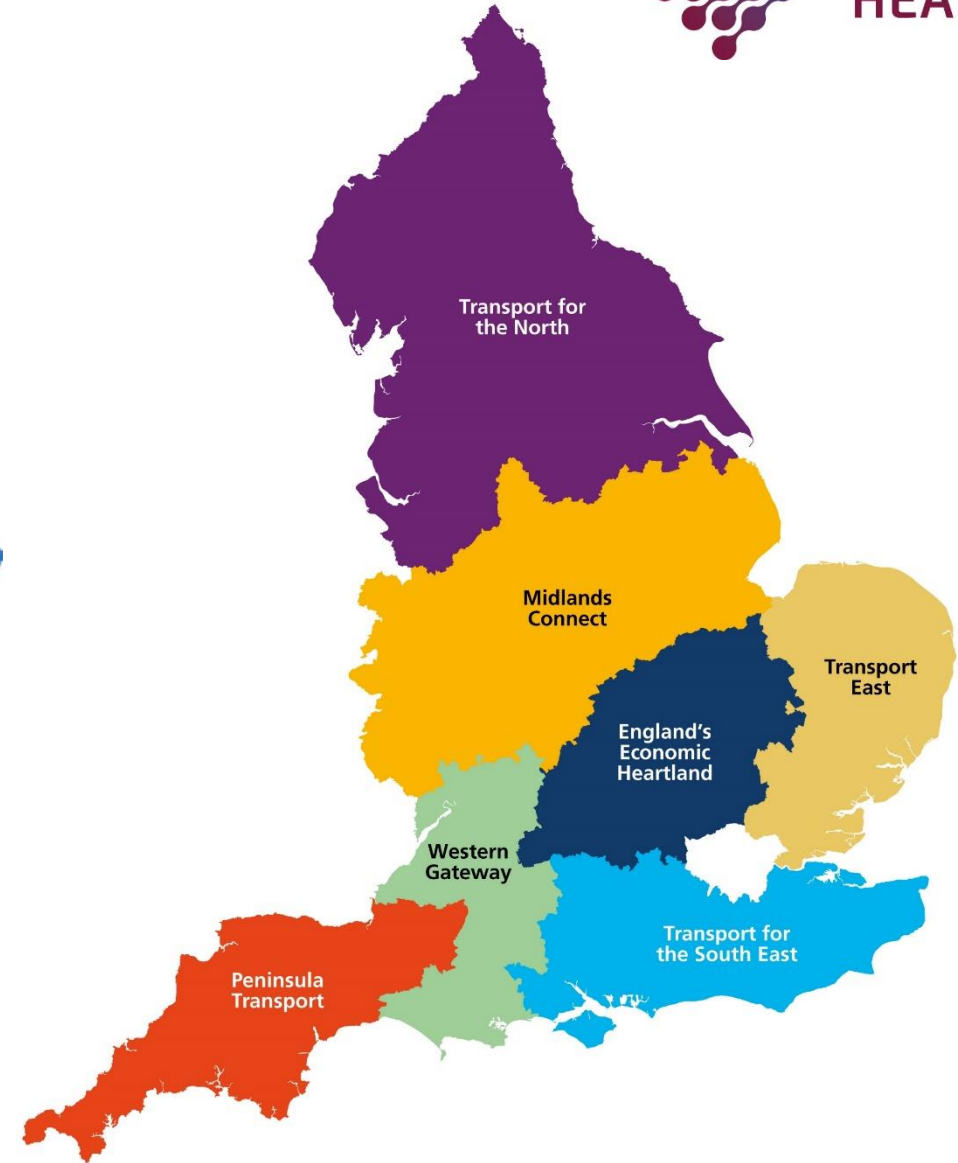 HEA
Transport for
the North
Midlands
Connect
Transport
East
England's
Economic
Heartland
Western
Gateway
Transport for
the South East
Peninsula
Transport